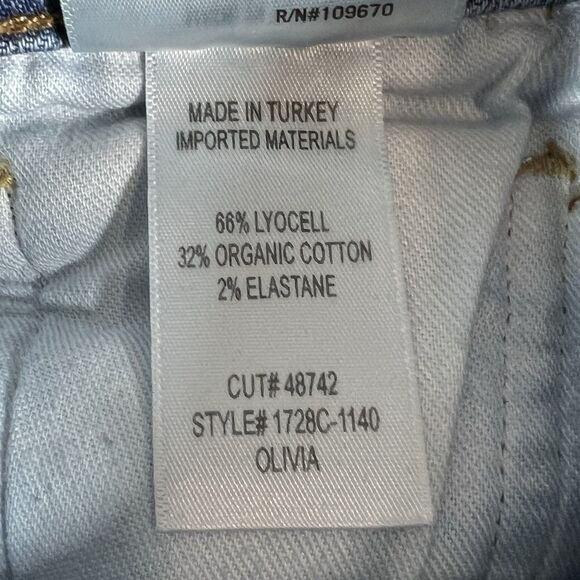 R/N#109670
MADE IN TURKEY
IMPORTED MATERIALS
66% LYOCELL
32% ORGANIC COTTON
2% ELASTANE
CUT# 48742
STYLE# 1728C-1140
OLIVIA